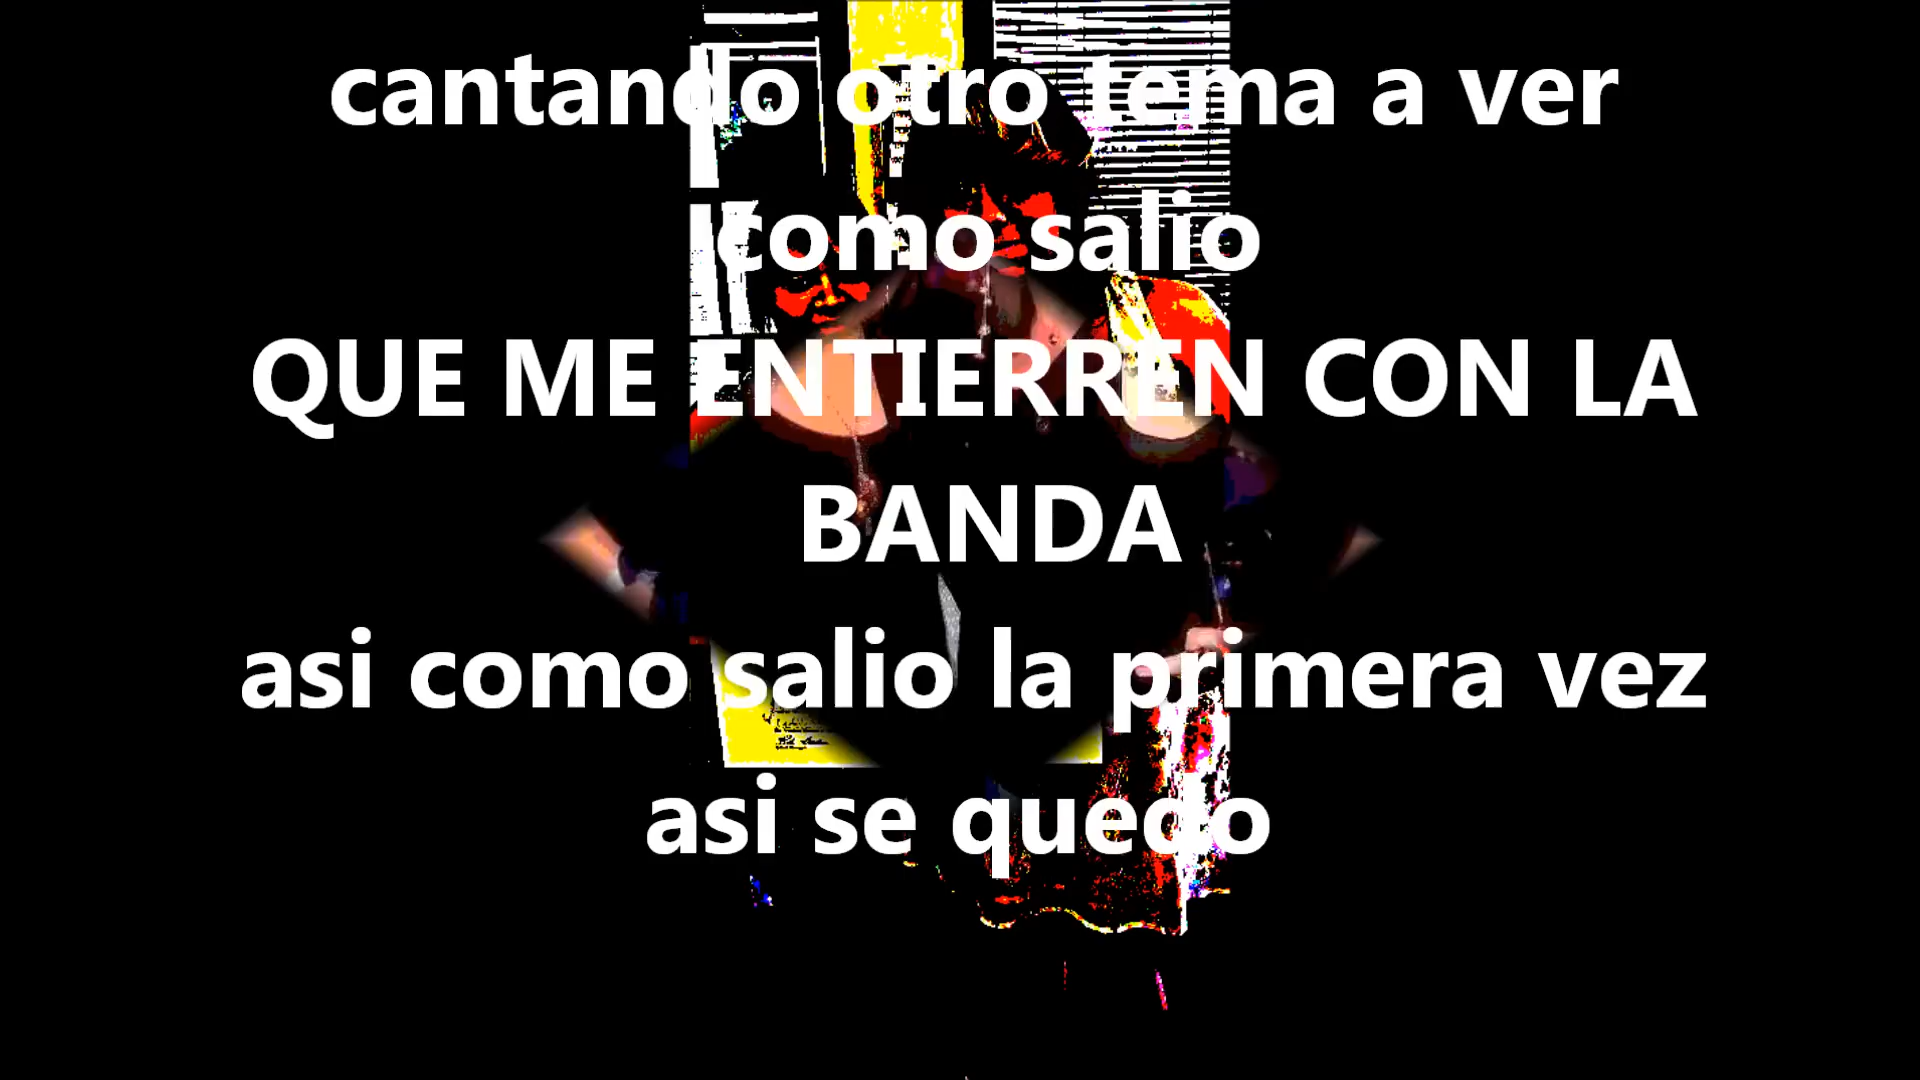 cantando otro tema a ver
como salio
QUE ME ENTIERREN CON LA
BANDA
asi como salio la primera vez
asi se quedo